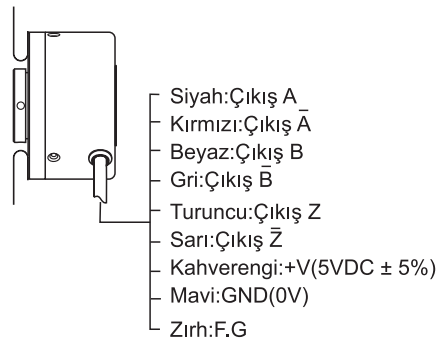 Siyah:Çıkış A
Kırmızı:Çıkış A̅
Beyaz:Çıkış B
Gri:Çıkış B̅
Turuncu:Çıkış Z
Sarı:Çıkış Z̅
Kahverengi:+V(5VDC ± 5%)
Mavi:GND(0V)
Zırh:F.G